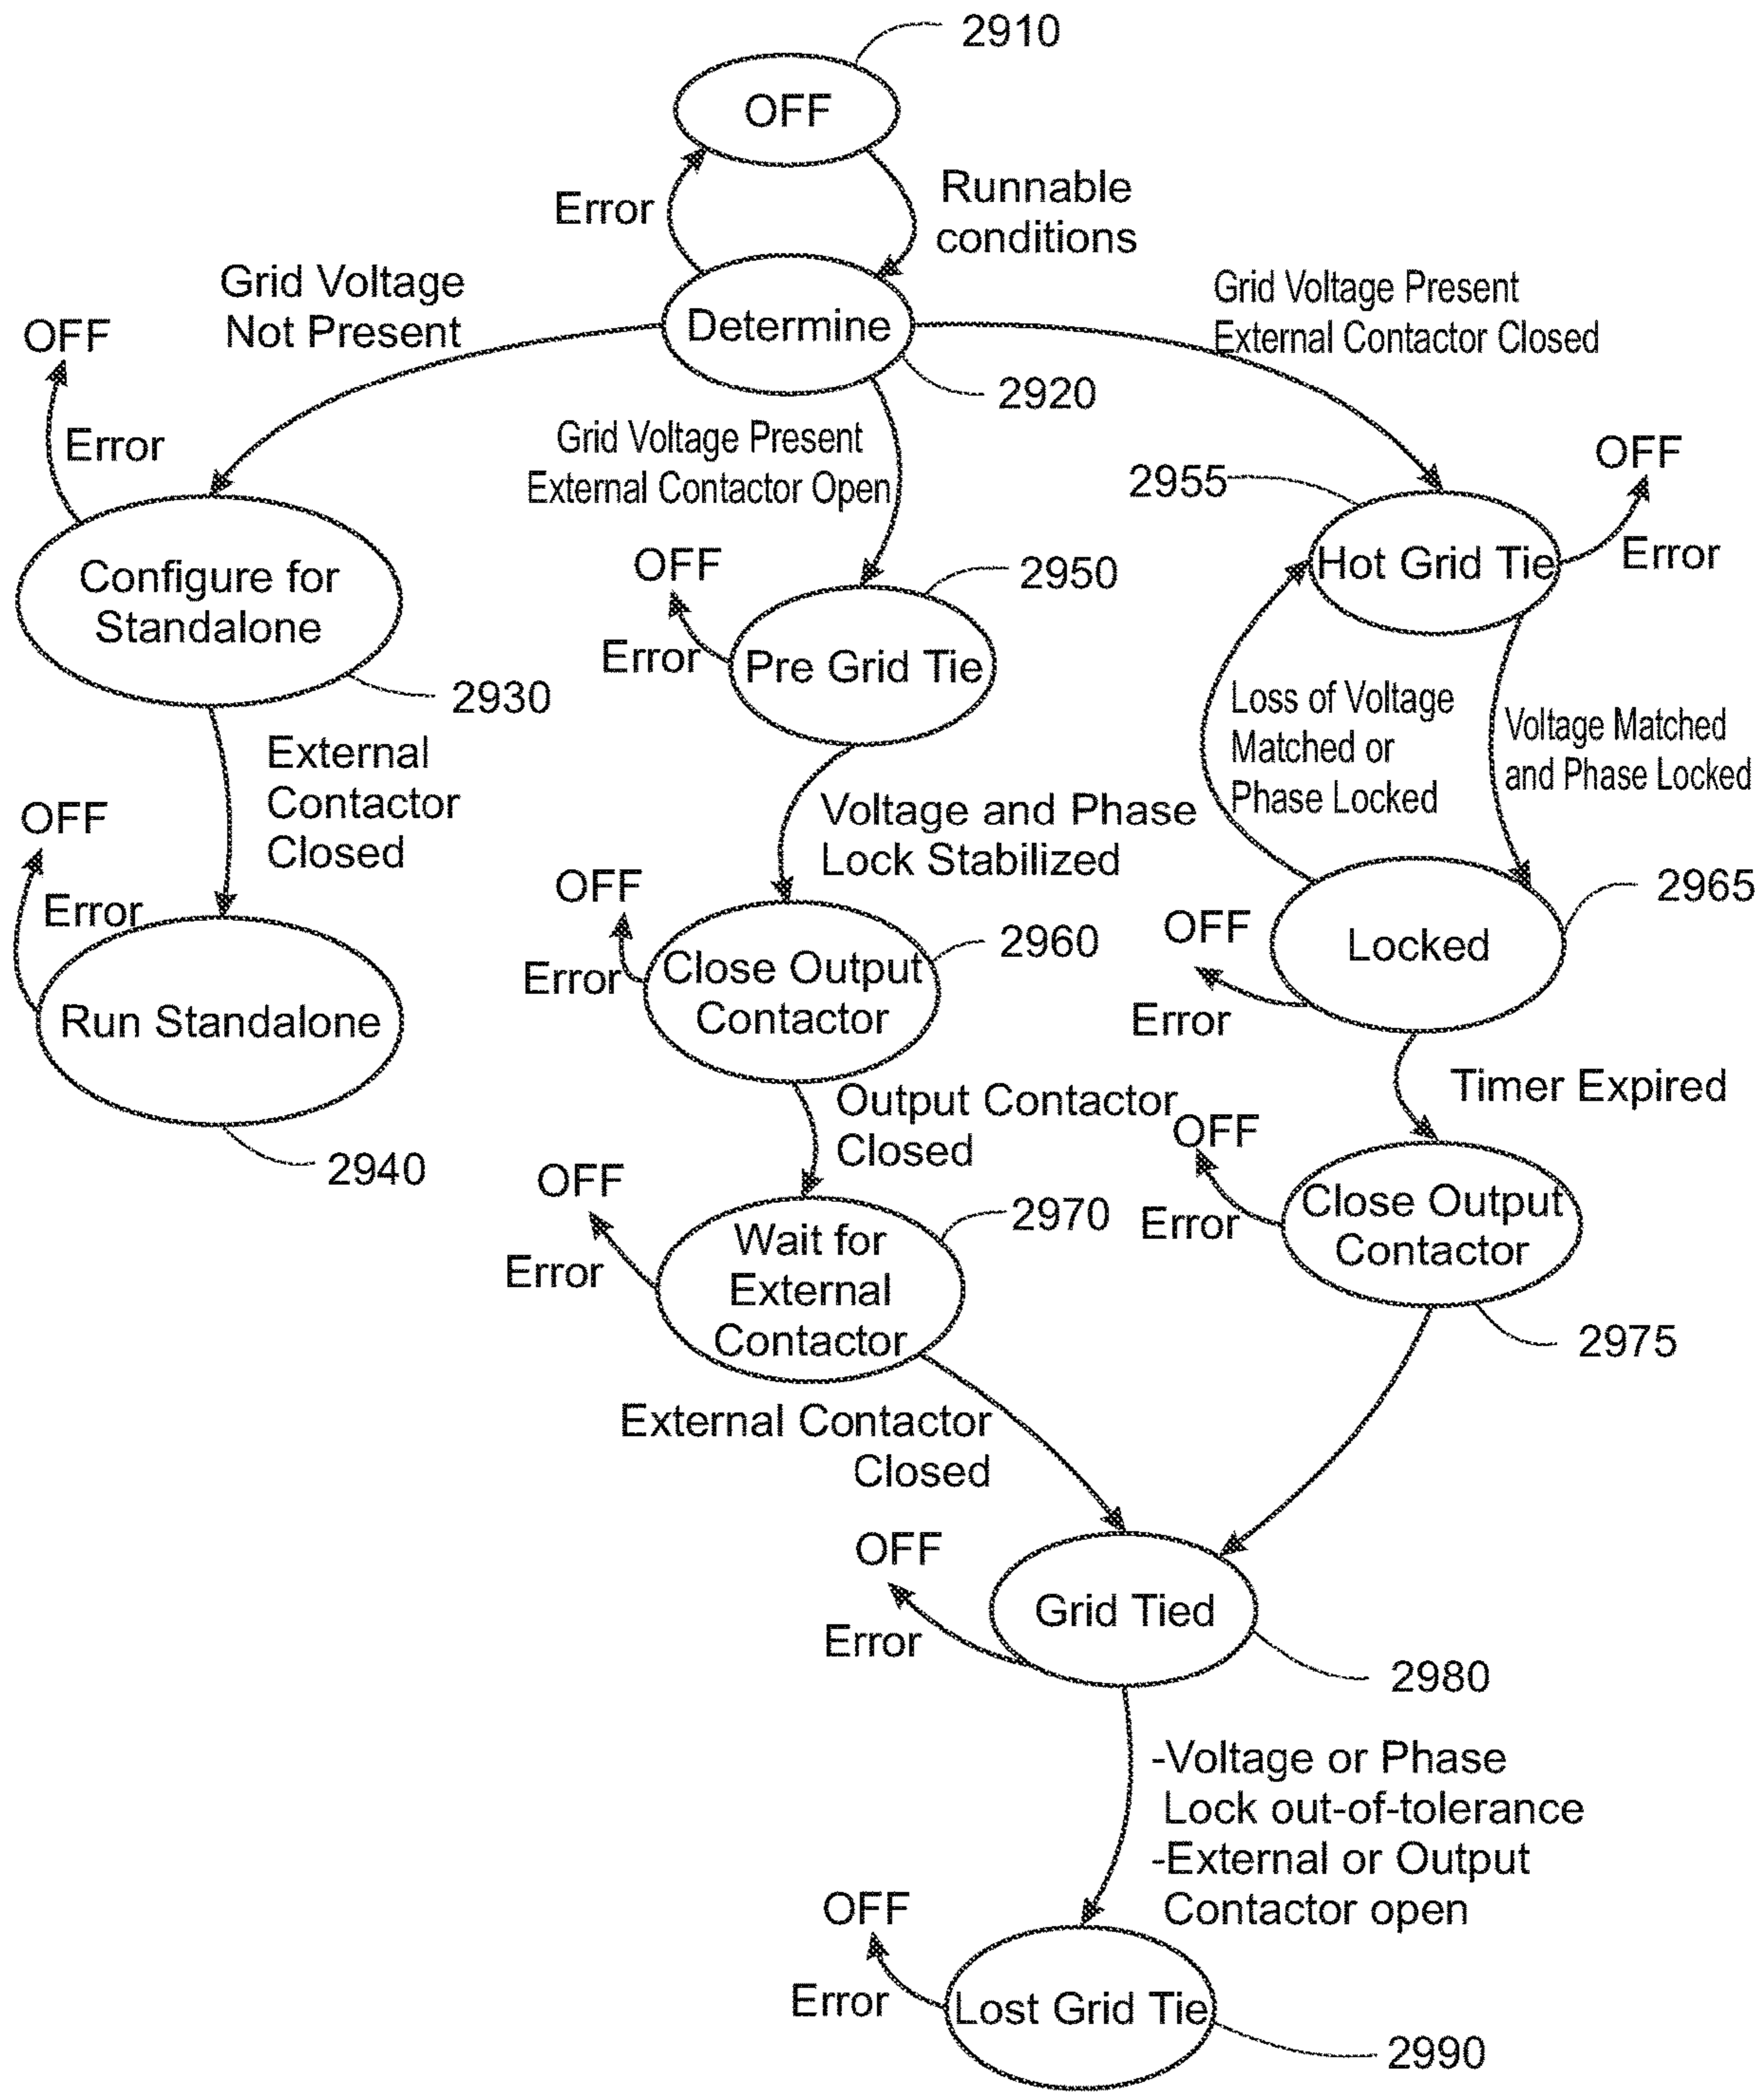 2910
OFF
Error
Runnable
conditions
Grid Voltage
Not Present
Determine
2920
Grid Voltage Present
External Contactor Closed
OFF
Error
Grid Voltage Present
External Contactor Open
2955
OFF
Error
Hot Grid Tie
Configure for
Standalone
2930
OFF
Error
2950
Pre Grid Tie
External
Contactor
Closed
Loss of Voltage
Matched or
Phase Locked
Voltage Matched
and Phase Locked
Voltage and Phase
Lock Stabilized
OFF
Error
Run Standalone
2940
OFF
Error
2960
Close Output
Contactor
2965
Locked
OFF
Error
Timer Expired
Output Contactor
Closed
OFF
Error
Close Output
Contactor
2975
OFF
Error
2970
Wait for
External
Contactor
External Contactor
Closed
OFF
Error
Grid Tied
2980
-Voltage or Phase
Lock out-of-tolerance
-External or Output
Contactor open
OFF
Error
Lost Grid Tie
2990